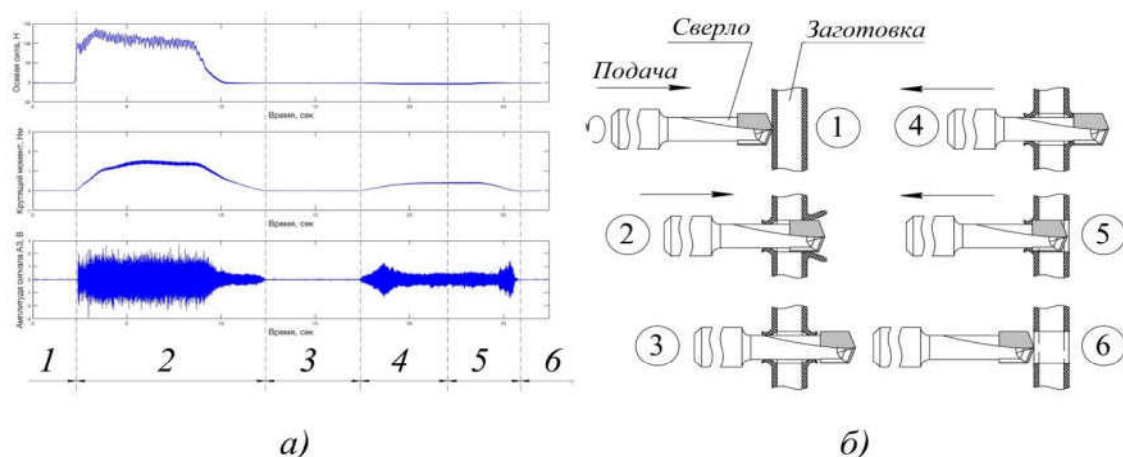 Осевая сила, Н
Время, сек
Крутящий момент, Нм
Время, сек
Амплитуда сигнала АЭ, В
Время, сек
1 2 3 4 5 6
а)
Сверло Заготовка
Подача
1 4
2 5
3 6
б)